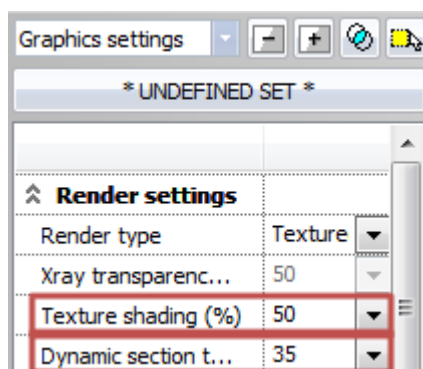 Graphics settings
* UNDEFINED SET *
Render settings
Render type Texture
Xray transparenc... 50
Texture shading (%) 50
Dynamic section t... 35